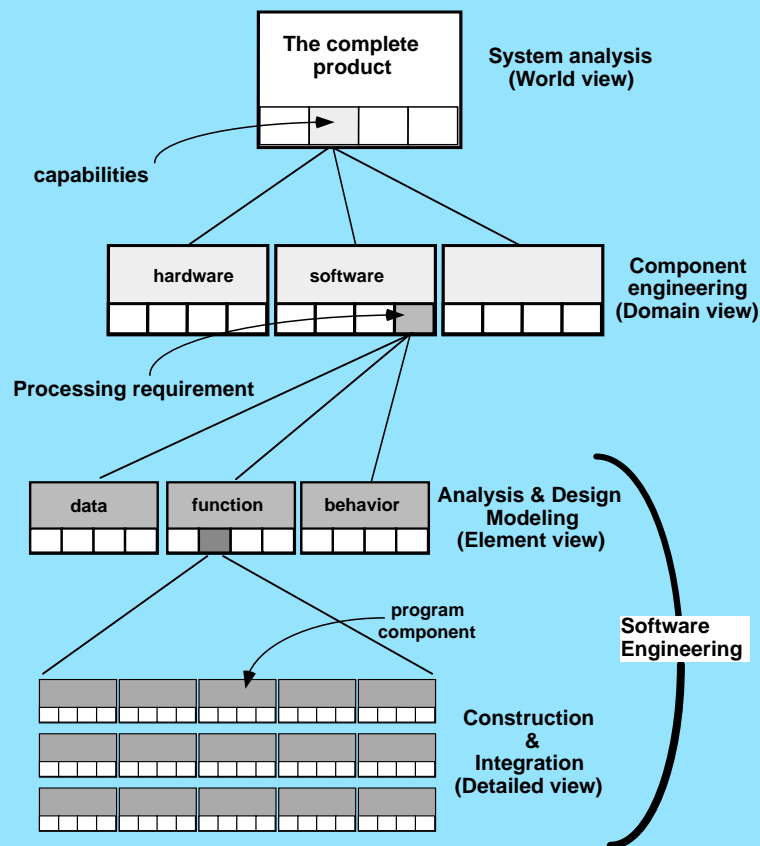 The complete
product
System analysis
(World view)
capabilities
hardware
software
Component
engineering
(Domain view)
Processing requirement
data
function
behavior
Analysis & Design
Modeling
(Element view)
program
component
Software
Engineering
Construction
&
Integration
(Detailed view)